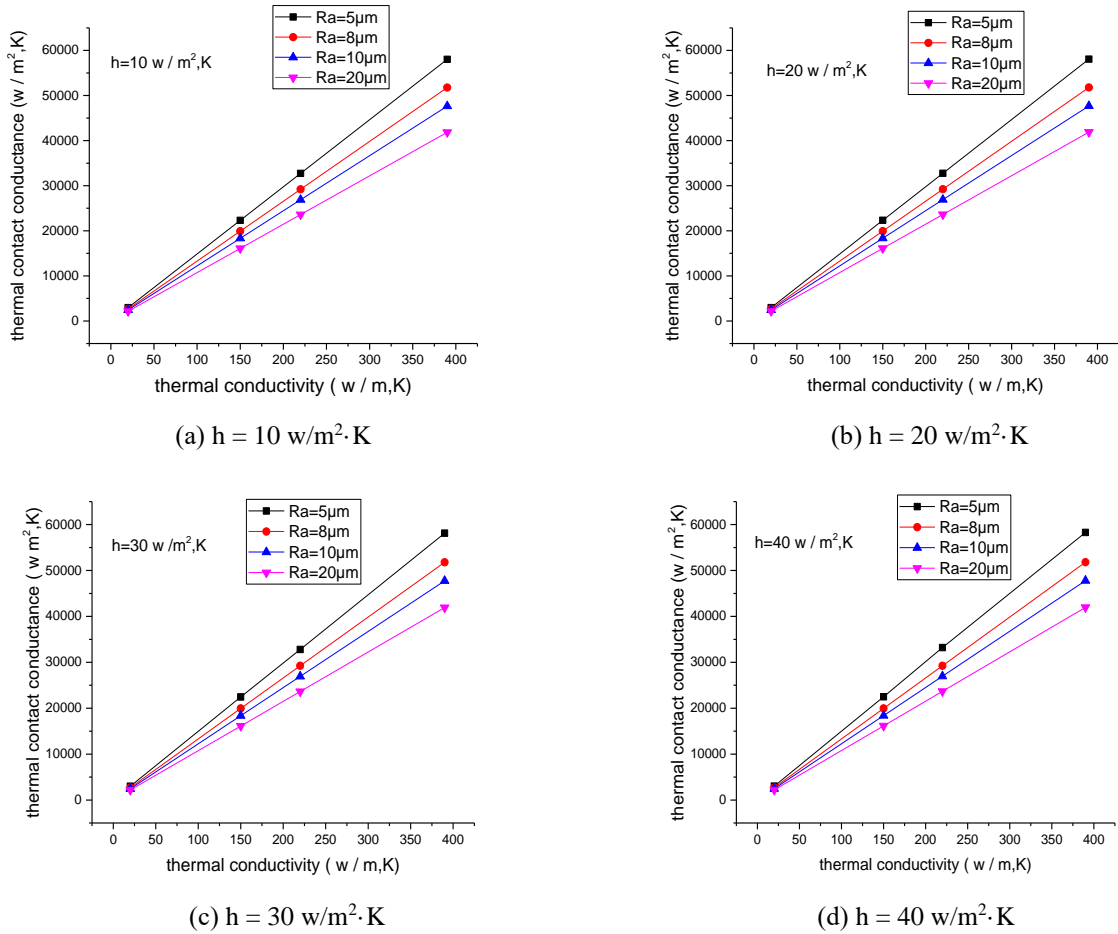 Ra=5µm
Ra=8µm
Ra=10µm
Ra=20µm
h=10 w / m²,K
60000
50000
40000
30000
20000
10000
0
thermal contact conductance (w / m²,K)
0 50 100 150 200 250 300 350 400
thermal conductivity ( w / m,K)
(a) h = 10 w/m²·K
Ra=5µm
Ra=8µm
Ra=10µm
Ra=20µm
h=20 w / m²,K
60000
50000
40000
30000
20000
10000
0
thermal contact conductance (w / m²,K)
0 50 100 150 200 250 300 350 400
thermal conductivity ( w / m,K)
(b) h = 20 w/m²·K
Ra=5µm
Ra=8µm
Ra=10µm
Ra=20µm
h=30 w /m²,K
60000
50000
40000
30000
20000
10000
0
thermal contact conductance ( w m²,K)
0 50 100 150 200 250 300 350 400
thermal conductivity ( w / m,K)
(c) h = 30 w/m²·K
Ra=5µm
Ra=8µm
Ra=10µm
Ra=20µm
h=40 w / m²,K
60000
50000
40000
30000
20000
10000
0
thermal contact conductance (w / m²,K)
0 50 100 150 200 250 300 350 400
thermal conductivity ( w / m,K)
(d) h = 40 w/m²·K